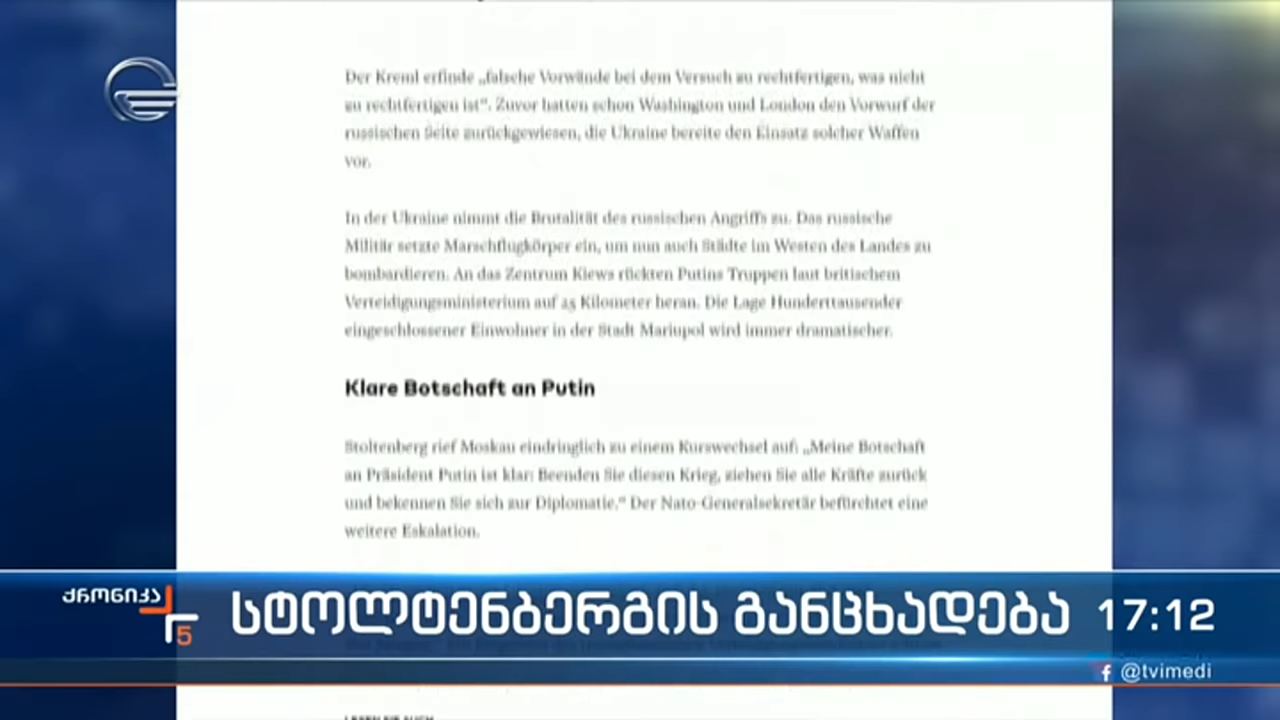 Der Kreml erfinde „falsche Vorwände bei dem Versuch zu rechtfertigen, was nicht
zu rechtfertigen ist“. Zuvor hatten schon Washington und London den Vorwurf der
russischen Seite zurückgewiesen, die Ukraine bereite den Einsatz solcher Waffen
vor.
In der Ukraine nimmt die Brutalität des russischen Angriffs zu. Das russische
Militär setzte Marschflugkörper ein, um nun auch Städte im Westen des Landes zu
bombardieren. An das Zentrum Kiews rückten Putins Truppen laut britischem
Verteidigungsministerium auf 25 Kilometer heran. Die Lage Hunderttausender
eingeschlossener Einwohner in der Stadt Mariupol wird immer dramatischer.
Klare Botschaft an Putin
Stoltenberg rief Moskau eindringlich zu einem Kurswechsel auf: „Meine Botschaft
an Präsident Putin ist klar: Beenden Sie diesen Krieg, ziehen Sie alle Kräfte zurück
und bekennen Sie sich zur Diplomatie.“ Der Nato-Generalsekretär befürchtet eine
weitere Eskalation.
ქრონიკა
5
სტოლტენბერგის განცხადება 17:12
f @tvimedi